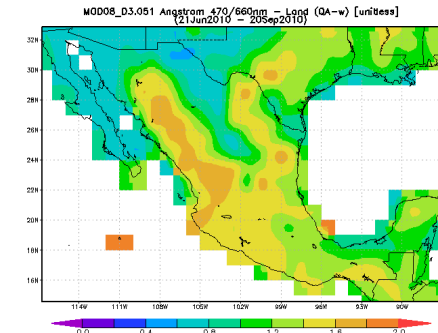 MOD08_D3.051 Angstrom 470/660nm – Land (QA-w) [unitless]
(21Jun2010 – 20Sep2010)
32N
30N
28N
26N
24N
22N
20N
18N
16N
114W 111W 108W 105W 102W 99W 96W 93W 90W
0.4 0.8 1.2 1.6 2.0